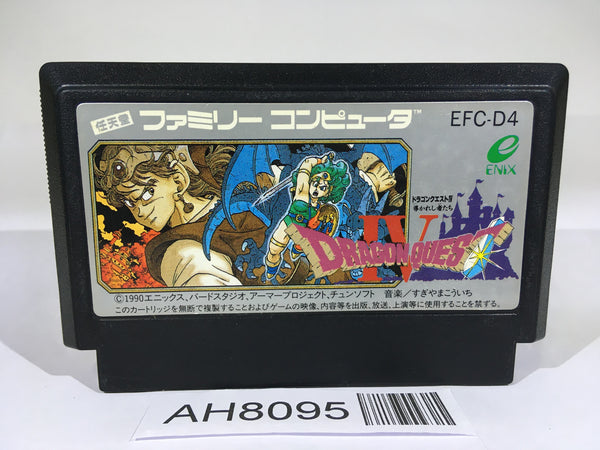 任天堂 ファミリー コンピュータ™ EFC-D4
ENIX
ドラゴンクエストIV
導かれし者たち
IV
DRAGON QUEST
©1990エニックス、バードスタジオ、アーマープロジェクト、チュンソフト 音楽/すぎやまこういち
このカートリッジを無断で複製することおよびゲームの映像、内容等を出版、放送、上演等に使用することを禁ずる。
AH8095